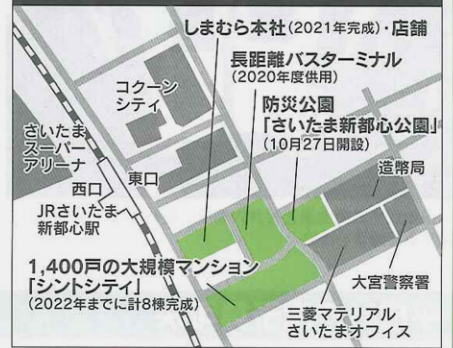 しまむら本社(2021年完成)・店舗
長距離バスターミナル
(2020年度供用)
コクーン
シティ
防災公園
「さいたま新都心公園」
(10月27日開設)
さいたま
スーパー
アリーナ
造幣局
西口
東口
JRさいたま
新都心駅
1,400戸の大規模マンション
「シントシティ」
(2022年までに計8棟完成)
大宮警察署
三菱マテリアル
さいたまオフィス